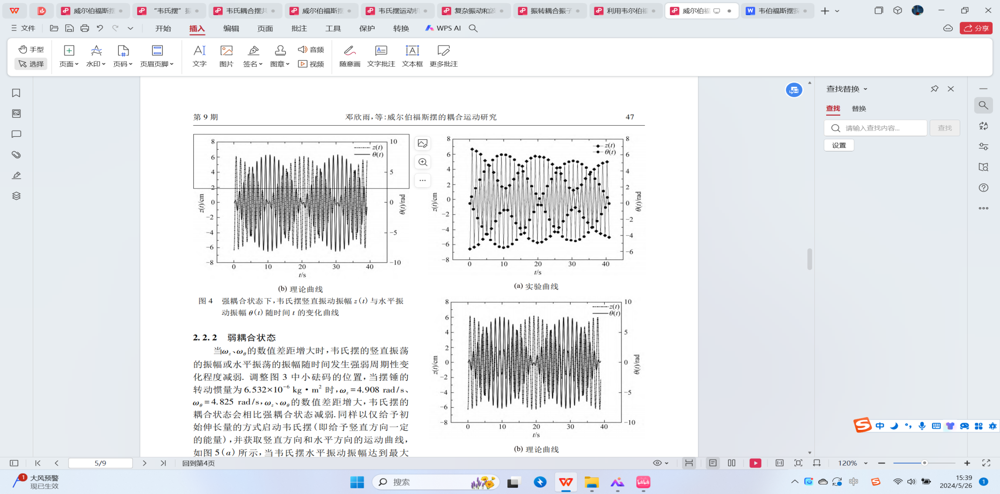 威尔伯福斯摆
“韦氏摆”振
韦氏耦合摆共
威尔伯福斯摆
韦氏摆运动机
复杂振动和波
振转耦合振子
利用韦尔伯福
威尔伯福
韦伯福斯摆探
文件
开始
插入
编辑
页面
批注
工具
保护
转换
WPS AI
分享
手型
选择
页面
水印
页码
页眉页脚
文字
图片
签名
图章
音频
视频
随意画
文字批注
文本框
更多批注
第 9 期
邓欣雨,等:威尔伯福斯摆的耦合运动研究
47
8
6
4
2
0
−2
−4
−6
−8
z(t)/cm
10
5
0
−5
−10
θ(t)/rad
z(t)
θ(t)
0 10 20 30 40
t/s
(b) 理论曲线
图 4 强耦合状态下,韦氏摆竖直振动振幅 z(t) 与水平振
动振幅 θ(t) 随时间 t 的变化曲线
2.2.2 弱耦合状态
当ω_z、ω_θ的数值差距增大时,韦氏摆的竖直振荡
的振幅或水平振荡的振幅随时间发生强弱周期性变
化程度减弱. 调整图 3 中小砝码的位置,当摆锤的
转动惯量为 6.532×10⁻⁶ kg·m² 时,ω_z=4.908 rad/s、
ω_θ=4.825 rad/s,ω_z、ω_θ的数值差距增大,韦氏摆的
耦合状态会相比强耦合状态减弱.同样以仅给予初
始伸长量的方式启动韦氏摆(即给予竖直方向一定
的能量),并获取竖直方向和水平方向的运动曲线,
如图 5(a)所示,当韦氏摆水平振动振幅达到最大
8
6
4
2
0
−2
−4
−6
−8
z(t)/cm
8
6
4
2
0
−2
−4
−6
θ(t)/rad
z(t)
θ(t)
0 10 20 30 40
t/s
(a) 实验曲线
8
6
4
2
0
−2
−4
−6
−8
z(t)/cm
10
5
0
−5
−10
θ(t)/rad
z(t)
θ(t)
0 10 20 30 40
t/s
(b) 理论曲线
查找替换
查找
替换
请输入查找内容...
查找
设置
中
5/9
回到第4页
120%
1
大风预警
现已生效
搜索
bilibili
中
15:39
2024/5/26
1